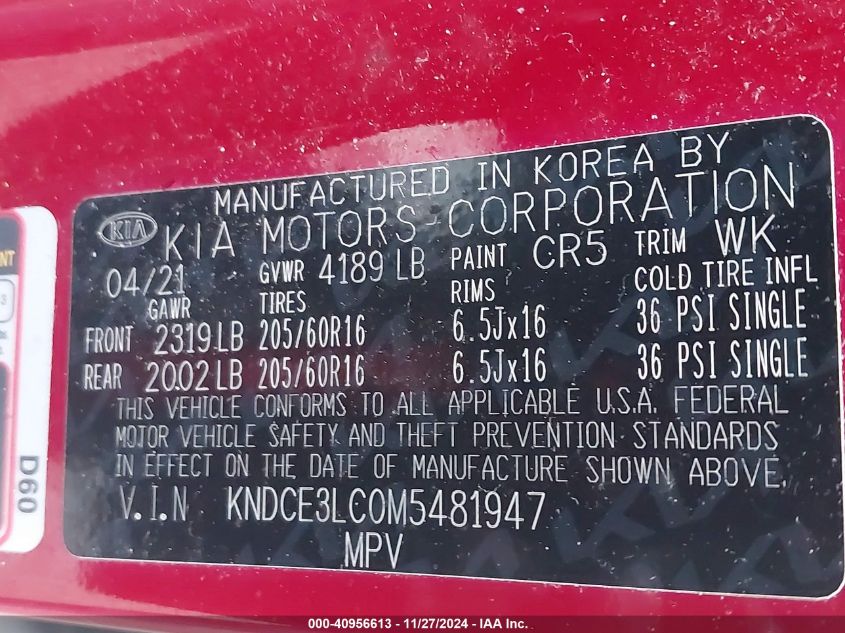 MANUFACTURED IN KOREA BY
KIA KIA MOTORS CORPORATION
04/21 GVWR 4189 LB PAINT CR5 TRIM WK
GAWR TIRES RIMS COLD TIRE INFL
FRONT 2319 LB 205/60R16 6.5Jx16 36 PSI SINGLE
REAR 2002 LB 205/60R16 6.5Jx16 36 PSI SINGLE
THIS VEHICLE CONFORMS TO ALL APPLICABLE U.S.A. FEDERAL
MOTOR VEHICLE SAFETY AND THEFT PREVENTION STANDARDS
IN EFFECT ON THE DATE OF MANUFACTURE SHOWN ABOVE.
V.I.N KNDCE3LC0M5481947
MPV
D60
000-40956613 - 11/27/2024 - IAA Inc.